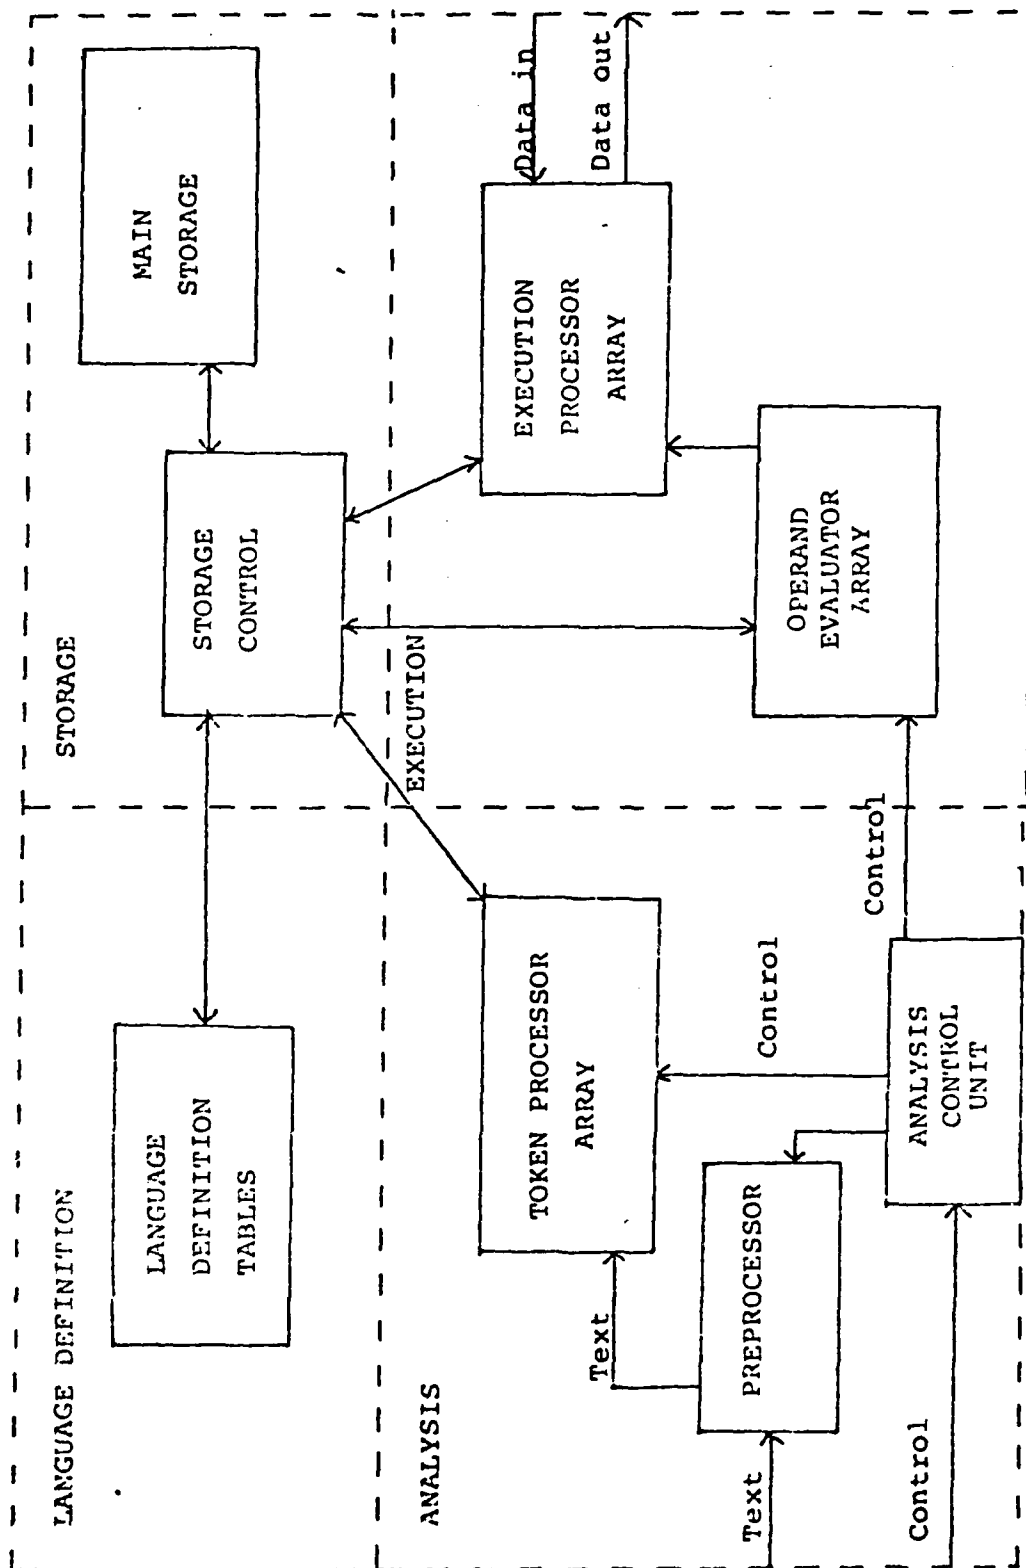 LANGUAGE DEFINITION
STORAGE
LANGUAGE
DEFINITION
TABLES
STORAGE
CONTROL
MAIN
STORAGE
ANALYSIS
EXECUTION
TOKEN PROCESSOR
ARRAY
EXECUTION
PROCESSOR
ARRAY
Data in
Data out
Text
Text
PREPROCESSOR
Control
Control
Control
OPERAND
EVALUATOR
ARRAY
ANALYSIS
CONTROL
UNIT